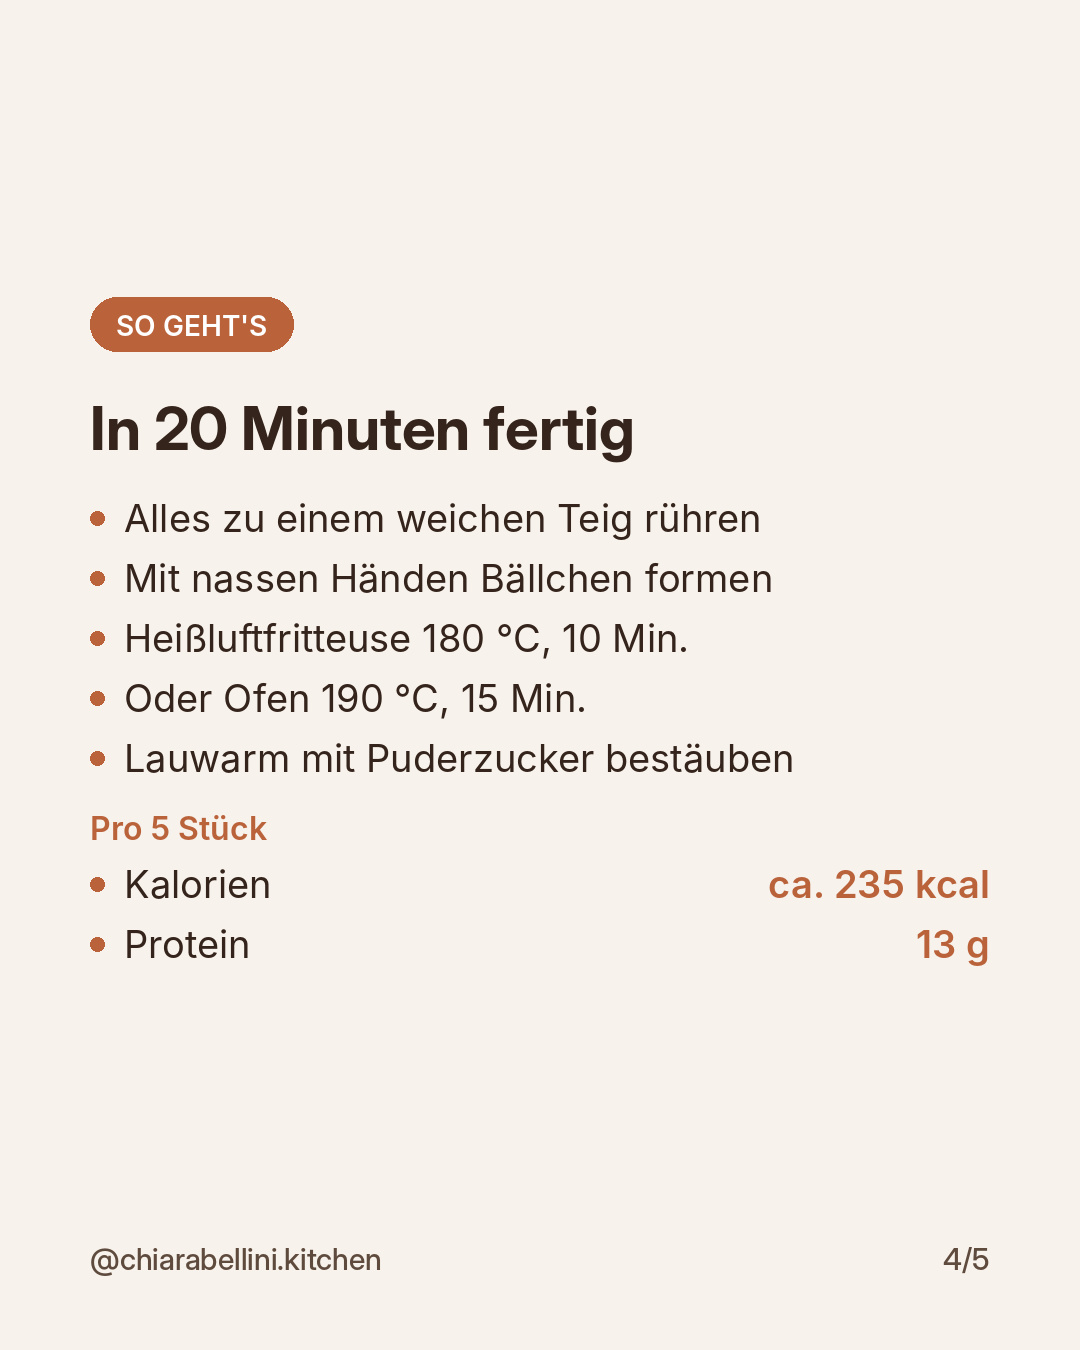 SO GEHT'S
In 20 Minuten fertig
• Alles zu einem weichen Teig rühren
• Mit nassen Händen Bällchen formen
• Heißluftfritteuse 180 °C, 10 Min.
• Oder Ofen 190 °C, 15 Min.
• Lauwarm mit Puderzucker bestäuben
Pro 5 Stück
• Kalorien ca. 235 kcal
• Protein 13 g
@chiarabellini.kitchen 4/5